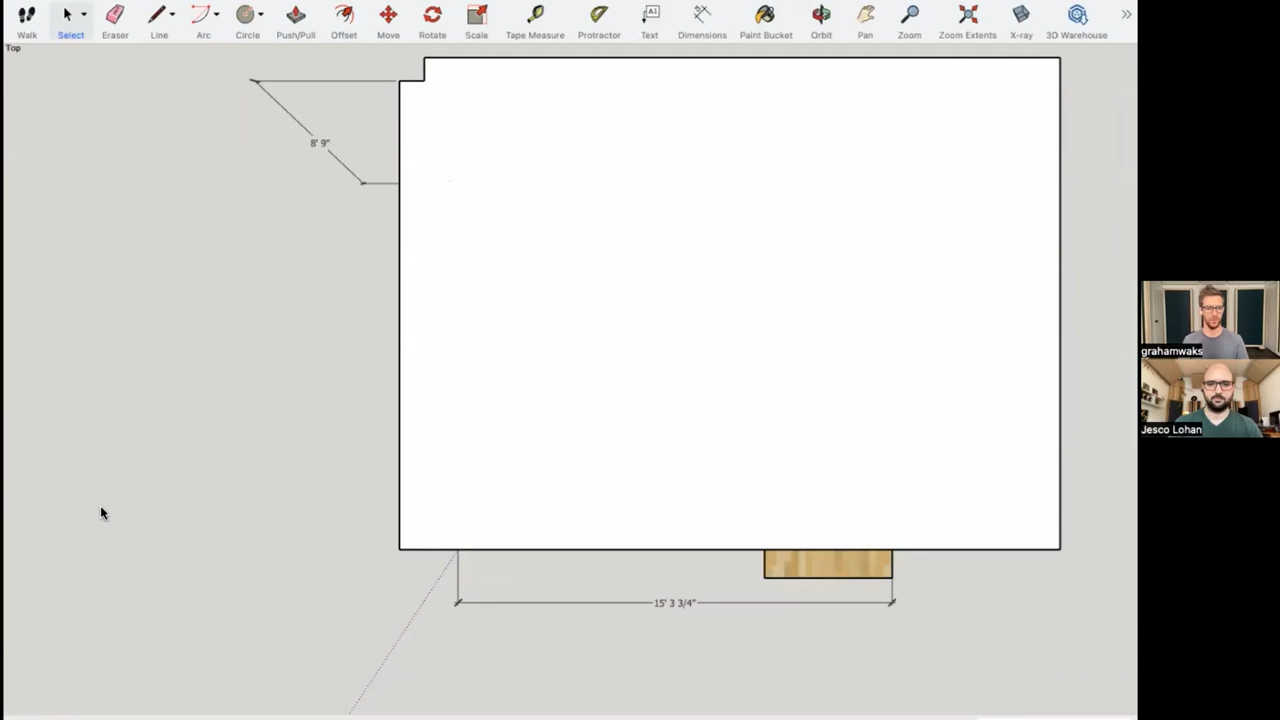 Walk Select Eraser Line Arc Circle Push/Pull Offset Move Rotate Scale Tape Measure Protractor Text Dimensions Paint Bucket Orbit Pan Zoom Zoom Extents X-ray 3D Warehouse
Top
8' 9"
15' 3 3/4"
grahamwaks
Jesco Lohan